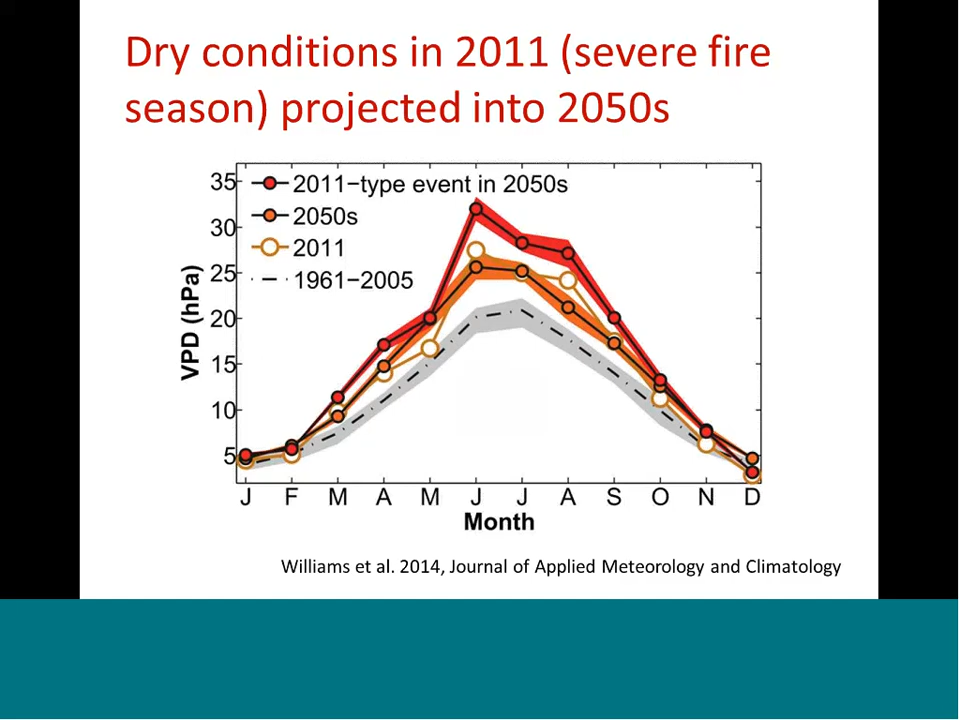 Dry conditions in 2011 (severe fire
season) projected into 2050s
35
30
25
20
15
10
5
2011−type event in 2050s
2050s
2011
1961−2005
VPD (hPa)
J F M A M J J A S O N D
Month
Williams et al. 2014, Journal of Applied Meteorology and Climatology